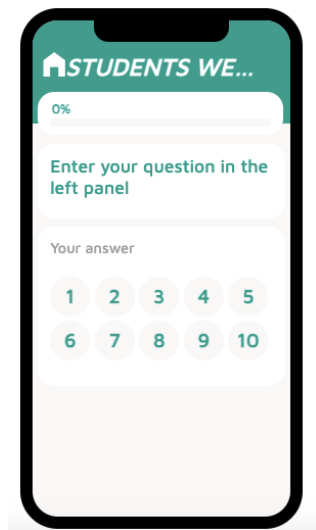 STUDENTS WE...
0%
Enter your question in the
left panel
Your answer
1 2 3 4 5
6 7 8 9 10